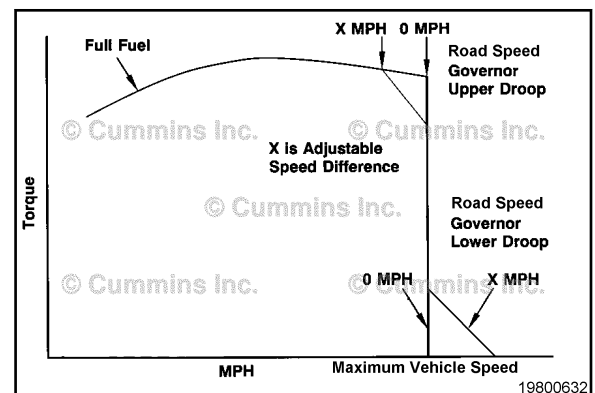 X MPH 0 MPH
Full Fuel
Road Speed
Governor
Upper Droop
© Cummins Inc. © Cummins Inc.
X is Adjustable
Speed Difference
© Cummins Inc.
Torque
Road Speed
Governor
Lower Droop
© Cummins Inc. © Cummins Inc.
0 MPH X MPH
MPH
Maximum Vehicle Speed
19800632